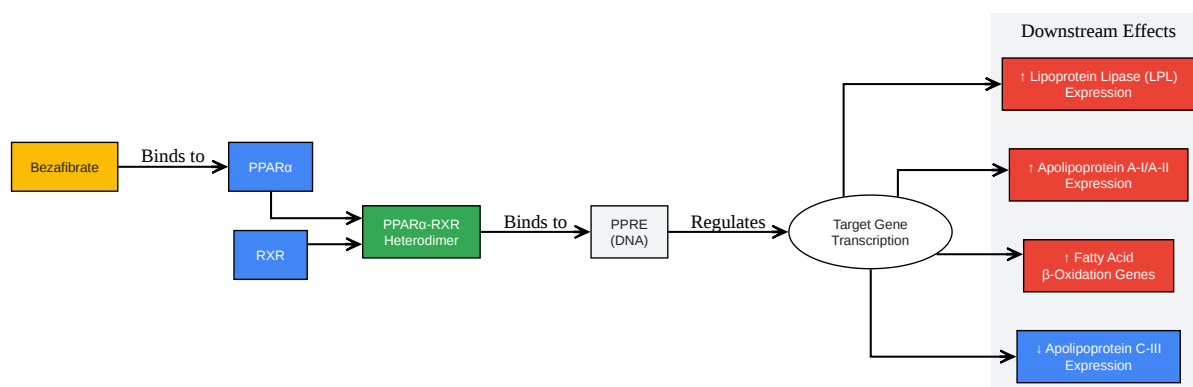 Downstream Effects
↑ Lipoprotein Lipase (LPL)
Expression
Bezafibrate
Binds to
PPARα
↑ Apolipoprotein A-I/A-II
Expression
RXR
PPARα-RXR
Heterodimer
Binds to
PPRE
(DNA)
Regulates
Target Gene
Transcription
↑ Fatty Acid
β-Oxidation Genes
↓ Apolipoprotein C-III
Expression